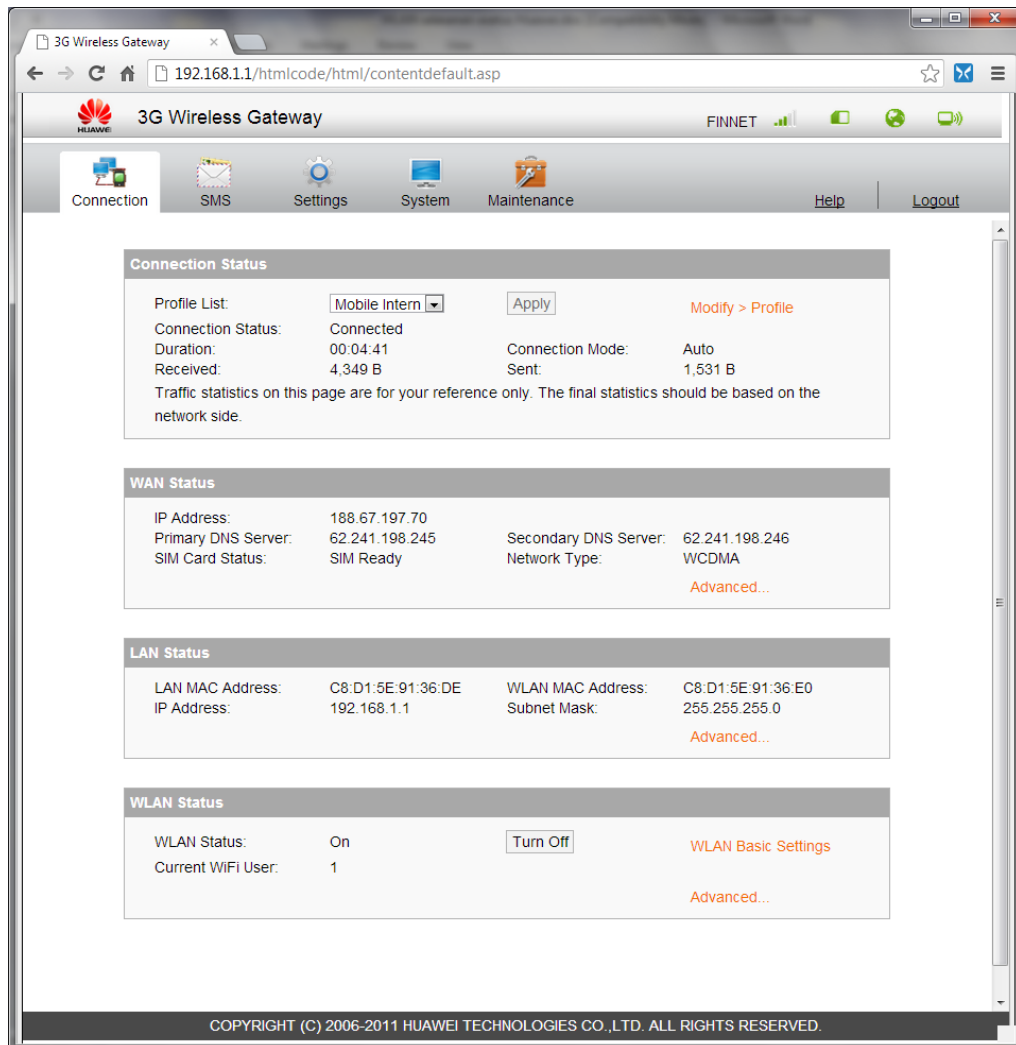 3G Wireless Gateway
192.168.1.1/htmlcode/html/contentdefault.asp
HUAWEI 3G Wireless Gateway FINNET
Connection SMS Settings System Maintenance Help Logout
Connection Status
Profile List: Mobile Intern Apply Modify > Profile
Connection Status: Connected
Duration: 00:04:41 Connection Mode: Auto
Received: 4,349 B Sent: 1,531 B
Traffic statistics on this page are for your reference only. The final statistics should be based on the
network side.
WAN Status
IP Address: 188.67.197.70
Primary DNS Server: 62.241.198.245 Secondary DNS Server: 62.241.198.246
SIM Card Status: SIM Ready Network Type: WCDMA
Advanced...
LAN Status
LAN MAC Address: C8:D1:5E:91:36:DE WLAN MAC Address: C8:D1:5E:91:36:E0
IP Address: 192.168.1.1 Subnet Mask: 255.255.255.0
Advanced...
WLAN Status
WLAN Status: On Turn Off WLAN Basic Settings
Current WiFi User: 1
Advanced...
COPYRIGHT (C) 2006-2011 HUAWEI TECHNOLOGIES CO.,LTD. ALL RIGHTS RESERVED.